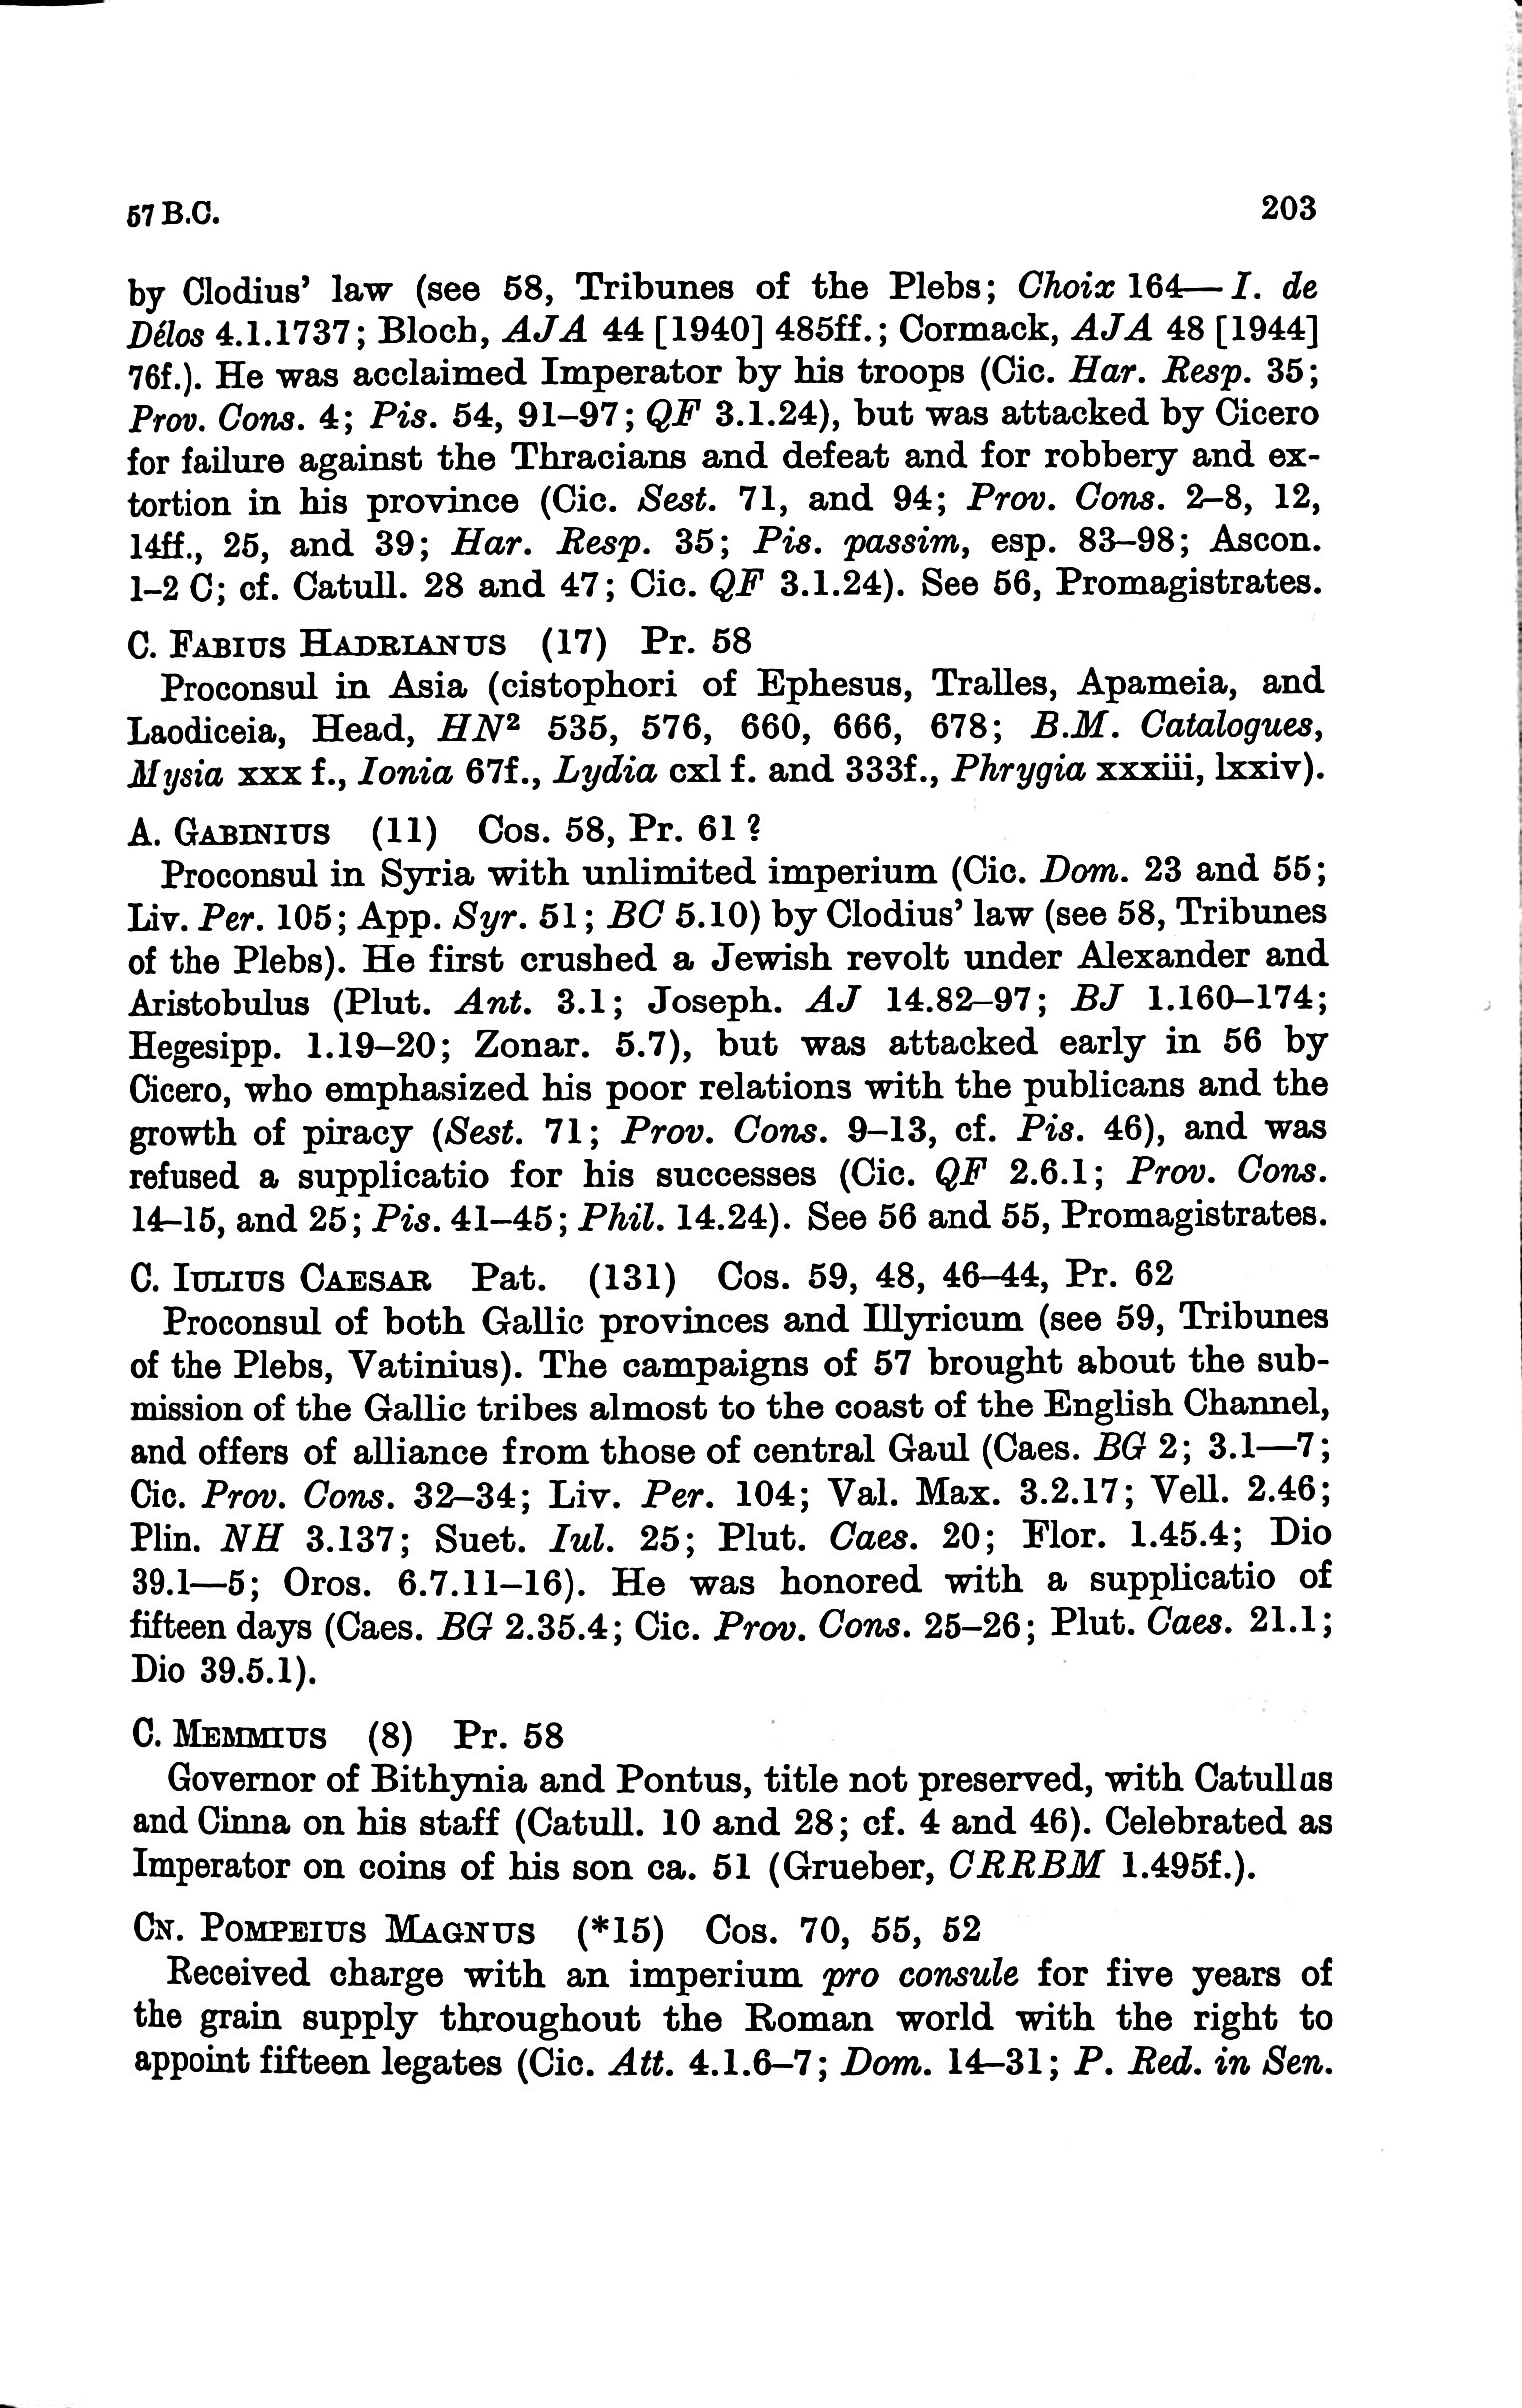 57 B.C. 203
by Clodius’ law (see 58, Tribunes of the Plebs; Choix 164—I. de
Délos 4.1.1737; Bloch, AJA 44 [1940] 485ff.; Cormack, AJA 48 [1944]
76f.). He was acclaimed Imperator by his troops (Cic. Har. Resp. 35;
Prov. Cons. 4; Pis. 54, 91–97; QF 3.1.24), but was attacked by Cicero
for failure against the Thracians and defeat and for robbery and ex-
tortion in his province (Cic. Sest. 71, and 94; Prov. Cons. 2–8, 12,
14ff., 25, and 39; Har. Resp. 35; Pis. passim, esp. 83–98; Ascon.
1–2 C; cf. Catull. 28 and 47; Cic. QF 3.1.24). See 56, Promagistrates.
C. FABIUS HADRIANUS (17) Pr. 58
Proconsul in Asia (cistophori of Ephesus, Tralles, Apameia, and
Laodiceia, Head, HN² 535, 576, 660, 666, 678; B.M. Catalogues,
Mysia xxx f., Ionia 67f., Lydia cxl f. and 333f., Phrygia xxxiii, lxxiv).
A. GABINIUS (11) Cos. 58, Pr. 61 ?
Proconsul in Syria with unlimited imperium (Cic. Dom. 23 and 55;
Liv. Per. 105; App. Syr. 51; BC 5.10) by Clodius’ law (see 58, Tribunes
of the Plebs). He first crushed a Jewish revolt under Alexander and
Aristobulus (Plut. Ant. 3.1; Joseph. AJ 14.82–97; BJ 1.160–174;
Hegesipp. 1.19–20; Zonar. 5.7), but was attacked early in 56 by
Cicero, who emphasized his poor relations with the publicans and the
growth of piracy (Sest. 71; Prov. Cons. 9–13, cf. Pis. 46), and was
refused a supplicatio for his successes (Cic. QF 2.6.1; Prov. Cons.
14–15, and 25; Pis. 41–45; Phil. 14.24). See 56 and 55, Promagistrates.
C. IULIUS CAESAR Pat. (131) Cos. 59, 48, 46–44, Pr. 62
Proconsul of both Gallic provinces and Illyricum (see 59, Tribunes
of the Plebs, Vatinius). The campaigns of 57 brought about the sub-
mission of the Gallic tribes almost to the coast of the English Channel,
and offers of alliance from those of central Gaul (Caes. BG 2; 3.1—7;
Cic. Prov. Cons. 32–34; Liv. Per. 104; Val. Max. 3.2.17; Vell. 2.46;
Plin. NH 3.137; Suet. Iul. 25; Plut. Caes. 20; Flor. 1.45.4; Dio
39.1—5; Oros. 6.7.11–16). He was honored with a supplicatio of
fifteen days (Caes. BG 2.35.4; Cic. Prov. Cons. 25–26; Plut. Caes. 21.1;
Dio 39.5.1).
C. MEMMIUS (8) Pr. 58
Governor of Bithynia and Pontus, title not preserved, with Catullus
and Cinna on his staff (Catull. 10 and 28; cf. 4 and 46). Celebrated as
Imperator on coins of his son ca. 51 (Grueber, CRRBM 1.495f.).
CN. POMPEIUS MAGNUS (*15) Cos. 70, 55, 52
Received charge with an imperium pro consule for five years of
the grain supply throughout the Roman world with the right to
appoint fifteen legates (Cic. Att. 4.1.6–7; Dom. 14–31; P. Red. in Sen.